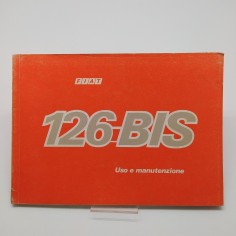 FIAT
126 BIS
Uso e manutenzione